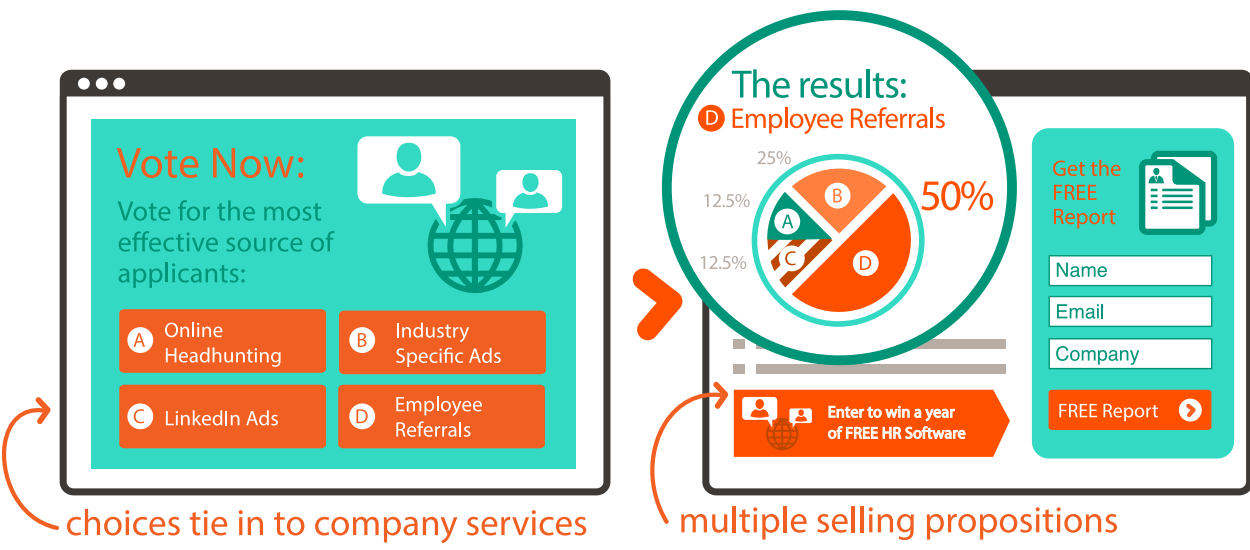 Vote Now:
Vote for the most
effective source of
applicants:
A Online
Headhunting
B Industry
Specific Ads
C LinkedIn Ads
D Employee
Referrals
choices tie in to company services
The results:
D Employee Referrals
25%
12.5%
12.5%
50%
A
B
C
D
Enter to win a year
of FREE HR Software
Get the
FREE
Report
Name
Email
Company
FREE Report
multiple selling propositions